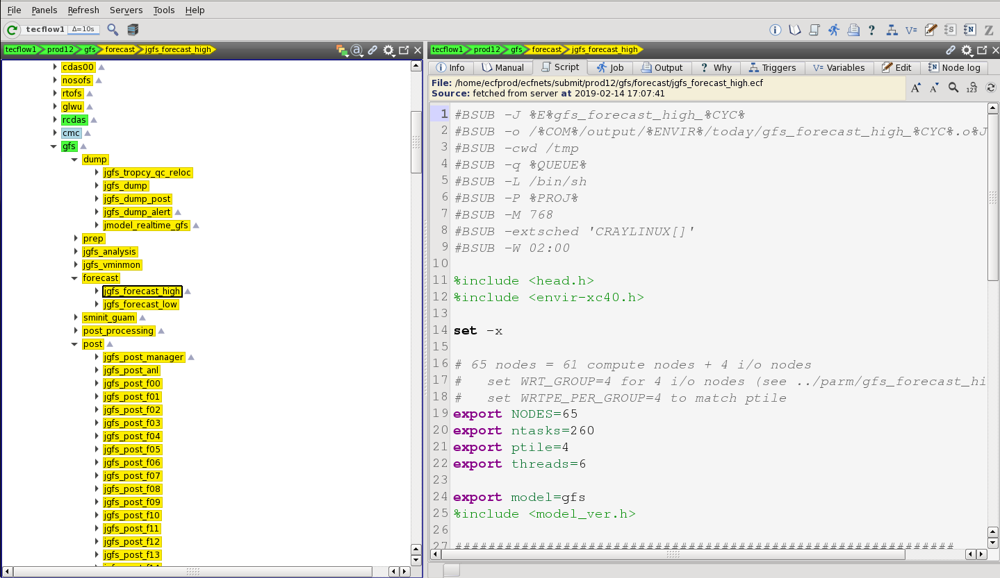 File Panels Refresh Servers Tools Help
tecflow1 Δ=10s
tecflow1 prod12 gfs forecast jgfs_forecast_high
cdas00
nosofs
rtofs
glwu
rcdas
cmc
gfs
dump
jgfs_tropcy_qc_reloc
jgfs_dump
jgfs_dump_post
jgfs_dump_alert
jmodel_realtime_gfs
prep
jgfs_analysis
jgfs_vminmon
forecast
jgfs_forecast_high
jgfs_forecast_low
sminit_guam
post_processing
post
jgfs_post_manager
jgfs_post_anl
jgfs_post_f00
jgfs_post_f01
jgfs_post_f02
jgfs_post_f03
jgfs_post_f04
jgfs_post_f05
jgfs_post_f06
jgfs_post_f07
jgfs_post_f08
jgfs_post_f09
jgfs_post_f10
jgfs_post_f11
jgfs_post_f12
jgfs_post_f13
tecflow1 prod12 gfs forecast jgfs_forecast_high
Info Manual Script Job Output ? Why Triggers V= Variables Edit Node log
File: /home/ecfprod/ecfnets/submit/prod12/gfs/forecast/jgfs_forecast_high.ecf
Source: fetched from server at 2019-02-14 17:07:41
1 #BSUB -J %E%gfs_forecast_high_%CYC%
2 #BSUB -o /%COM%/output/%ENVIR%/today/gfs_forecast_high_%CYC%.o%J
3 #BSUB -cwd /tmp
4 #BSUB -q %QUEUE%
5 #BSUB -L /bin/sh
6 #BSUB -P %PROJ%
7 #BSUB -M 768
8 #BSUB -extsched 'CRAYLINUX[]'
9 #BSUB -W 02:00
10
11 %include <head.h>
12 %include <envir-xc40.h>
13
14 set -x
15
16 # 65 nodes = 61 compute nodes + 4 i/o nodes
17 #   set WRT_GROUP=4 for 4 i/o nodes (see ../parm/gfs_forecast_hi
18 #   set WRTPE_PER_GROUP=4 to match ptile
19 export NODES=65
20 export ntasks=260
21 export ptile=4
22 export threads=6
23
24 export model=gfs
25 %include <model_ver.h>
26
27 #############################################################